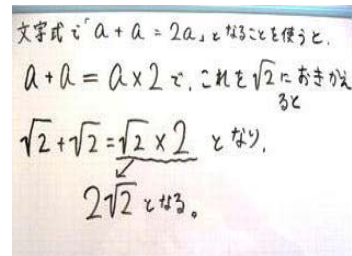 文字式で「a+a=2a」となることを使うと、
a+a=a×2で、これを√2におきかえ
ると
√2+√2=√2×2 となり、
2√2となる。